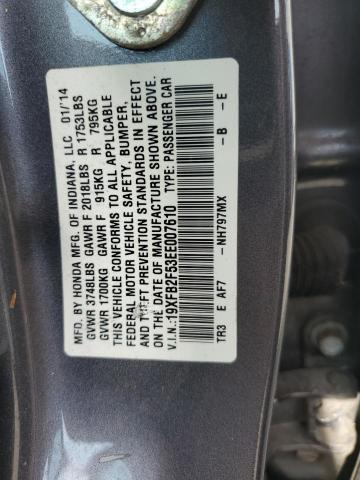 MFD. BY HONDA MFG. OF INDIANA, LLC 01/14
GVWR 3748LBS GAWR F 2018LBS R 1753LBS
GVWR 1700KG GAWR F 915KG R 795KG
THIS VEHICLE CONFORMS TO ALL APPLICABLE
FEDERAL MOTOR VEHICLE SAFETY, BUMPER,
AND THEFT PREVENTION STANDARDS IN EFFECT
ON THE DATE OF MANUFACTURE SHOWN ABOVE.
V.I.N.:19XFB2F53EE007610 TYPE: PASSENGER CAR
TR3 E AF7 -NH797MX -B -E